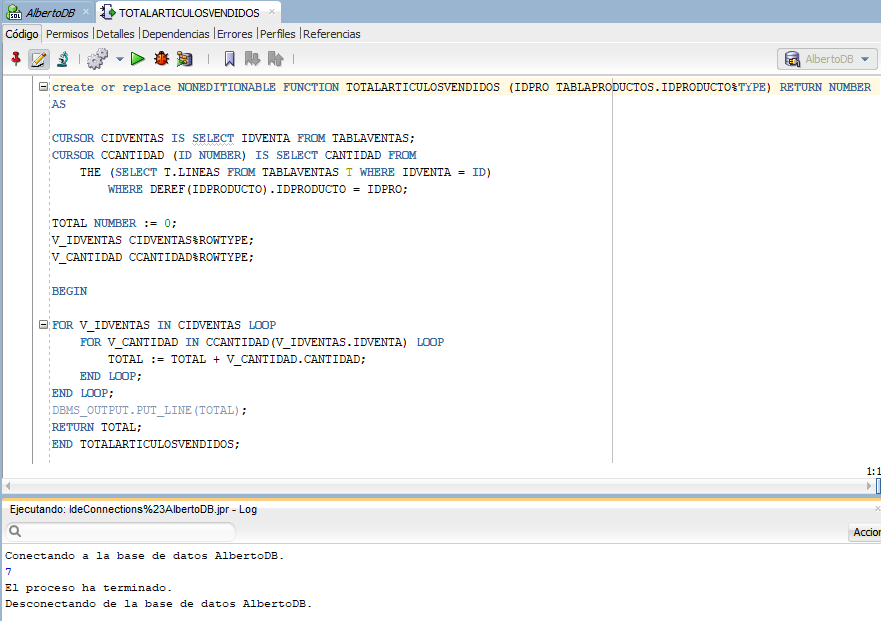 AlbertoDB TOTALARTICULOSVENDIDOS
Código Permisos Detalles Dependencias Errores Perfiles Referencias
AlbertoDB
create or replace NONEDITIONABLE FUNCTION TOTALARTICULOSVENDIDOS (IDPRO TABLAPRODUCTOS.IDPRODUCTO%TYPE) RETURN NUMBER
AS
CURSOR CIDVENTAS IS SELECT IDVENTA FROM TABLAVENTAS;
CURSOR CCANTIDAD (ID NUMBER) IS SELECT CANTIDAD FROM
THE (SELECT T.LINEAS FROM TABLAVENTAS T WHERE IDVENTA = ID)
WHERE DEREF(IDPRODUCTO).IDPRODUCTO = IDPRO;
TOTAL NUMBER := 0;
V_IDVENTAS CIDVENTAS%ROWTYPE;
V_CANTIDAD CCANTIDAD%ROWTYPE;
BEGIN
FOR V_IDVENTAS IN CIDVENTAS LOOP
FOR V_CANTIDAD IN CCANTIDAD(V_IDVENTAS.IDVENTA) LOOP
TOTAL := TOTAL + V_CANTIDAD.CANTIDAD;
END LOOP;
END LOOP;
DBMS_OUTPUT.PUT_LINE(TOTAL);
RETURN TOTAL;
END TOTALARTICULOSVENDIDOS;
1:1
Ejecutando: IdeConnections%23AlbertoDB.jpr - Log
Accion
Conectando a la base de datos AlbertoDB.
7
El proceso ha terminado.
Desconectando de la base de datos AlbertoDB.